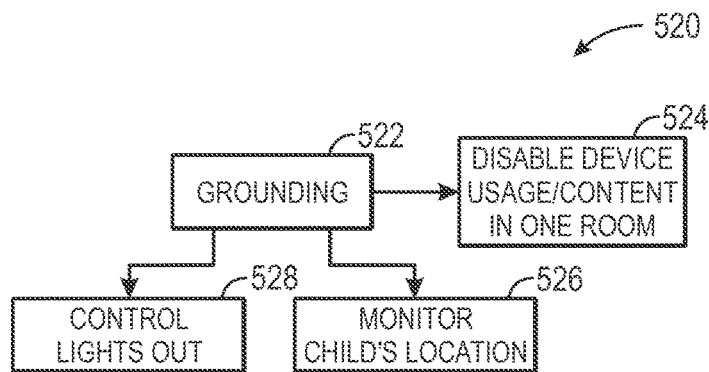 520
522
GROUNDING
524
DISABLE DEVICE
USAGE/CONTENT
IN ONE ROOM
528
CONTROL
LIGHTS OUT
526
MONITOR
CHILD'S LOCATION